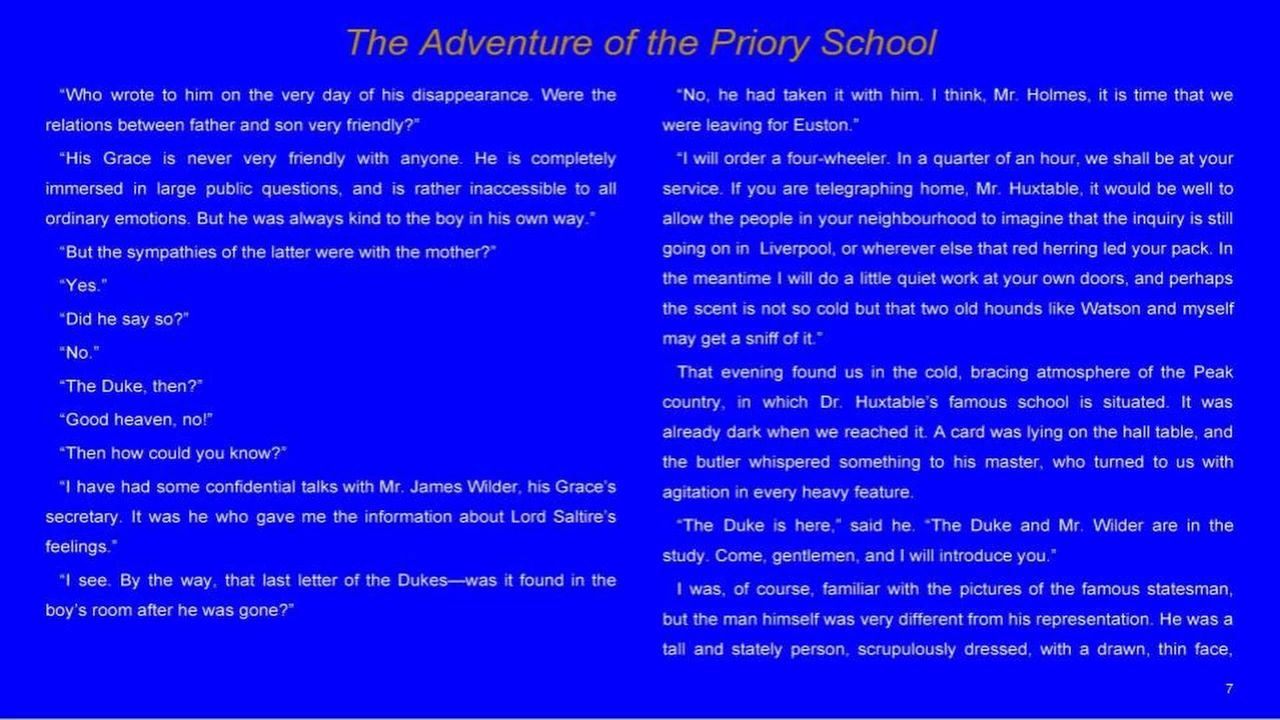 The Adventure of the Priory School
“Who wrote to him on the very day of his disappearance. Were the
relations between father and son very friendly?”
“His Grace is never very friendly with anyone. He is completely
immersed in large public questions, and is rather inaccessible to all
ordinary emotions. But he was always kind to the boy in his own way.”
“But the sympathies of the latter were with the mother?”
“Yes.”
“Did he say so?”
“No.”
“The Duke, then?”
“Good heaven, no!”
“Then how could you know?”
“I have had some confidential talks with Mr. James Wilder, his Grace’s
secretary. It was he who gave me the information about Lord Saltire’s
feelings.”
“I see. By the way, that last letter of the Dukes—was it found in the
boy’s room after he was gone?”
“No, he had taken it with him. I think, Mr. Holmes, it is time that we
were leaving for Euston.”
“I will order a four-wheeler. In a quarter of an hour, we shall be at your
service. If you are telegraphing home, Mr. Huxtable, it would be well to
allow the people in your neighbourhood to imagine that the inquiry is still
going on in Liverpool, or wherever else that red herring led your pack. In
the meantime I will do a little quiet work at your own doors, and perhaps
the scent is not so cold but that two old hounds like Watson and myself
may get a sniff of it.”
That evening found us in the cold, bracing atmosphere of the Peak
country, in which Dr. Huxtable’s famous school is situated. It was
already dark when we reached it. A card was lying on the hall table, and
the butler whispered something to his master, who turned to us with
agitation in every heavy feature.
“The Duke is here,” said he. “The Duke and Mr. Wilder are in the
study. Come, gentlemen, and I will introduce you.”
I was, of course, familiar with the pictures of the famous statesman,
but the man himself was very different from his representation. He was a
tall and stately person, scrupulously dressed, with a drawn, thin face,
7